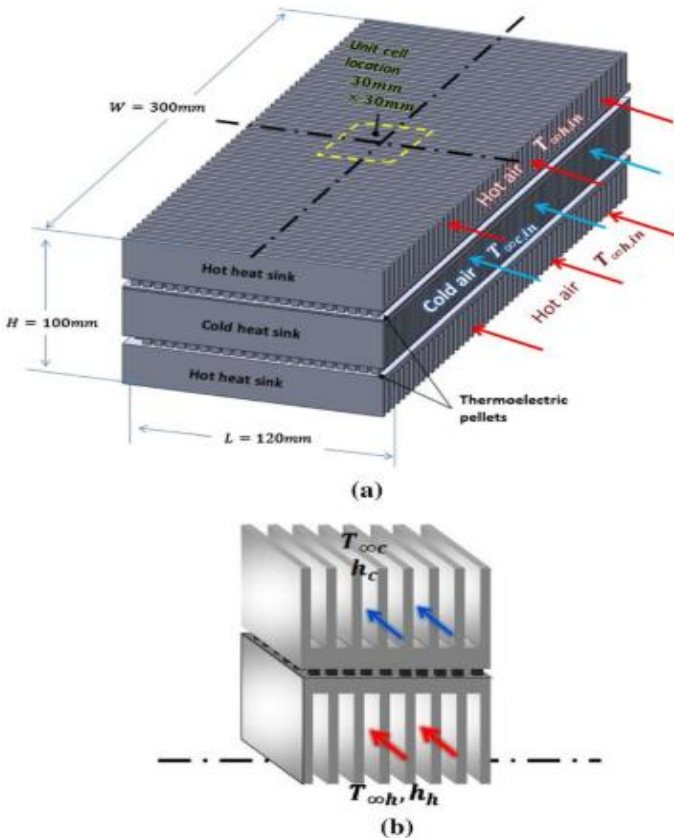 Unit cell
location
30mm
× 30mm
W = 300mm
Hot air T∞h,in
Cold air T∞c,in
Hot air T∞h,in
Hot heat sink
Cold heat sink
Hot heat sink
H = 100mm
Thermoelectric
pellets
L = 120mm
(a)
T∞c
hc
T∞h, hh
(b)